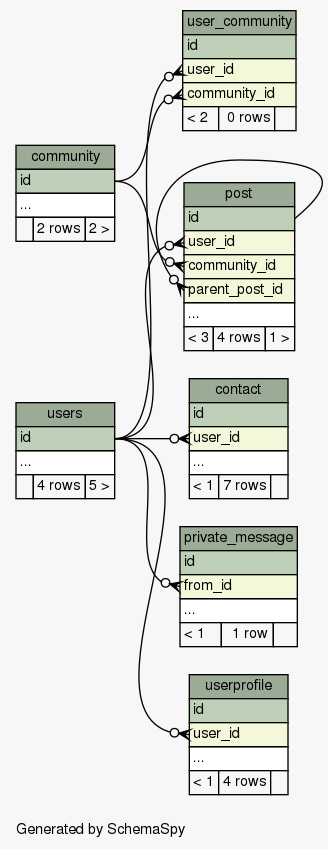 user_community
id
user_id
community_id
< 2 0 rows
community
id
...
2 rows 2 >
post
id
user_id
community_id
parent_post_id
...
< 3 4 rows 1 >
users
id
...
4 rows 5 >
contact
id
user_id
...
< 1 7 rows
private_message
id
from_id
...
< 1 1 row
userprofile
id
user_id
...
< 1 4 rows
Generated by SchemaSpy